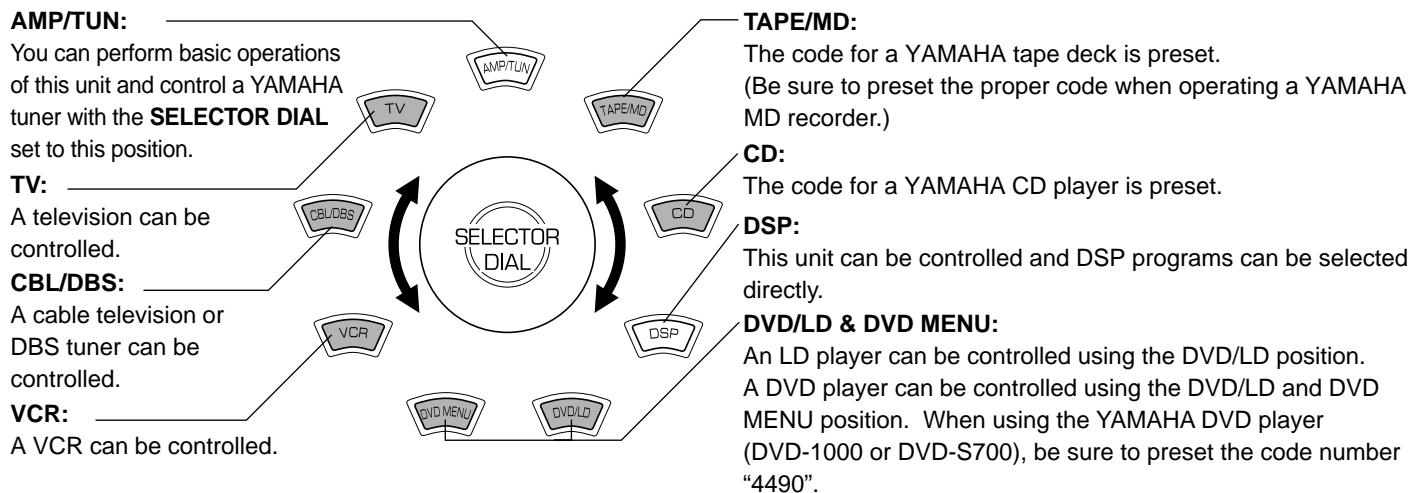 AMP/TUN:
You can perform basic operations
of this unit and control a YAMAHA
tuner with the SELECTOR DIAL
set to this position.
TV:
A television can be
controlled.
CBL/DBS:
A cable television or
DBS tuner can be
controlled.
VCR:
A VCR can be controlled.
AMP/TUN
TV
TAPE/MD
CBL/DBS
CD
SELECTOR
DIAL
VCR
DSP
DVD MENU
DVD/LD
TAPE/MD:
The code for a YAMAHA tape deck is preset.
(Be sure to preset the proper code when operating a YAMAHA
MD recorder.)
CD:
The code for a YAMAHA CD player is preset.
DSP:
This unit can be controlled and DSP programs can be selected
directly.
DVD/LD & DVD MENU:
An LD player can be controlled using the DVD/LD position.
A DVD player can be controlled using the DVD/LD and DVD
MENU position. When using the YAMAHA DVD player
(DVD-1000 or DVD-S700), be sure to preset the code number
“4490”.